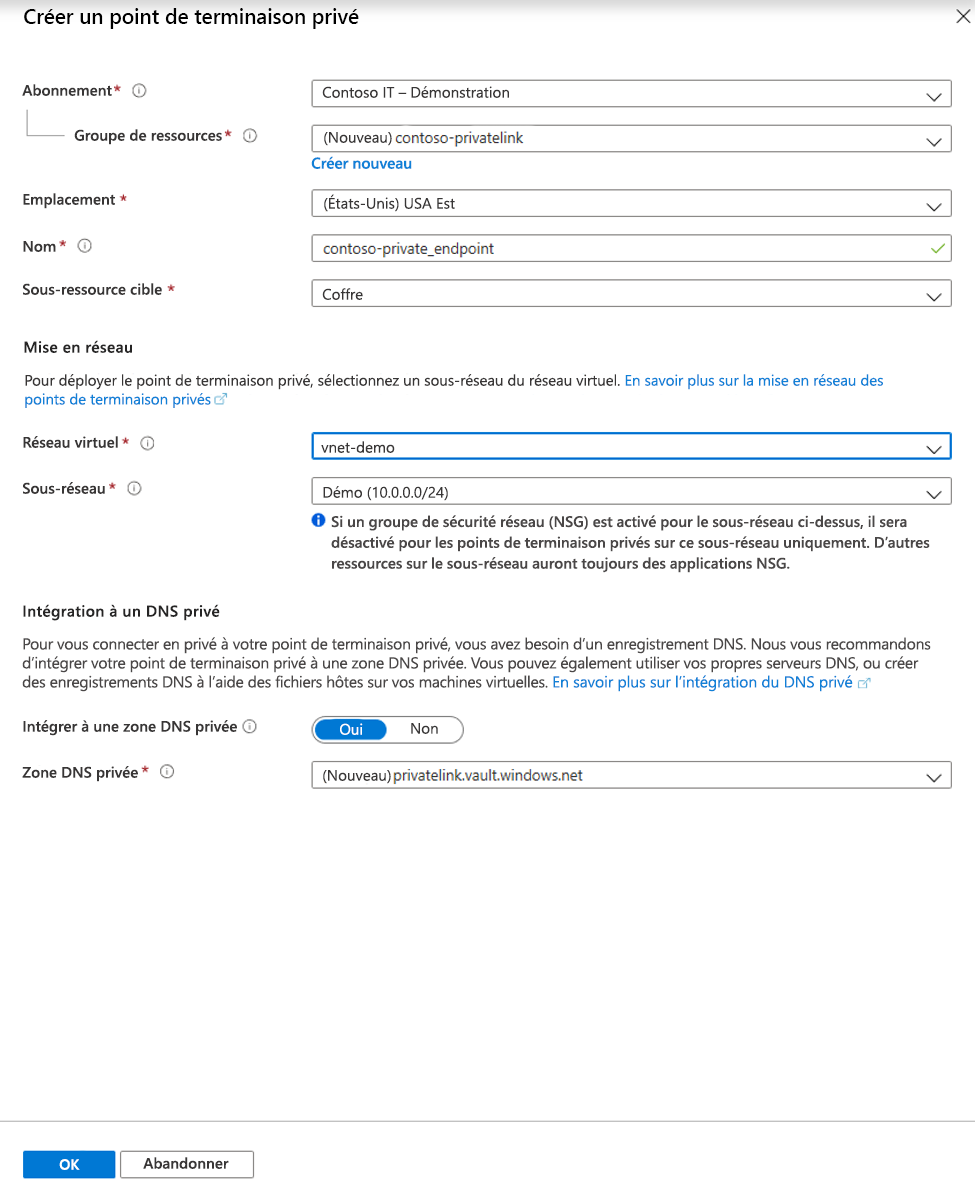 Créer un point de terminaison privé
Abonnement*
Contoso IT – Démonstration
Groupe de ressources*
(Nouveau) contoso-privatelink
Créer nouveau
Emplacement *
(États-Unis) USA Est
Nom*
contoso-private_endpoint
Sous-ressource cible *
Coffre
Mise en réseau
Pour déployer le point de terminaison privé, sélectionnez un sous-réseau du réseau virtuel. En savoir plus sur la mise en réseau des
points de terminaison privés
Réseau virtuel*
vnet-demo
Sous-réseau*
Démo (10.0.0.0/24)
Si un groupe de sécurité réseau (NSG) est activé pour le sous-réseau ci-dessus, il sera
désactivé pour les points de terminaison privés sur ce sous-réseau uniquement. D’autres
ressources sur le sous-réseau auront toujours des applications NSG.
Intégration à un DNS privé
Pour vous connecter en privé à votre point de terminaison privé, vous avez besoin d’un enregistrement DNS. Nous vous recommandons
d’intégrer votre point de terminaison privé à une zone DNS privée. Vous pouvez également utiliser vos propres serveurs DNS, ou créer
des enregistrements DNS à l’aide des fichiers hôtes sur vos machines virtuelles. En savoir plus sur l’intégration du DNS privé
Intégrer à une zone DNS privée
Oui Non
Zone DNS privée*
(Nouveau) privatelink.vault.windows.net
OK Abandonner